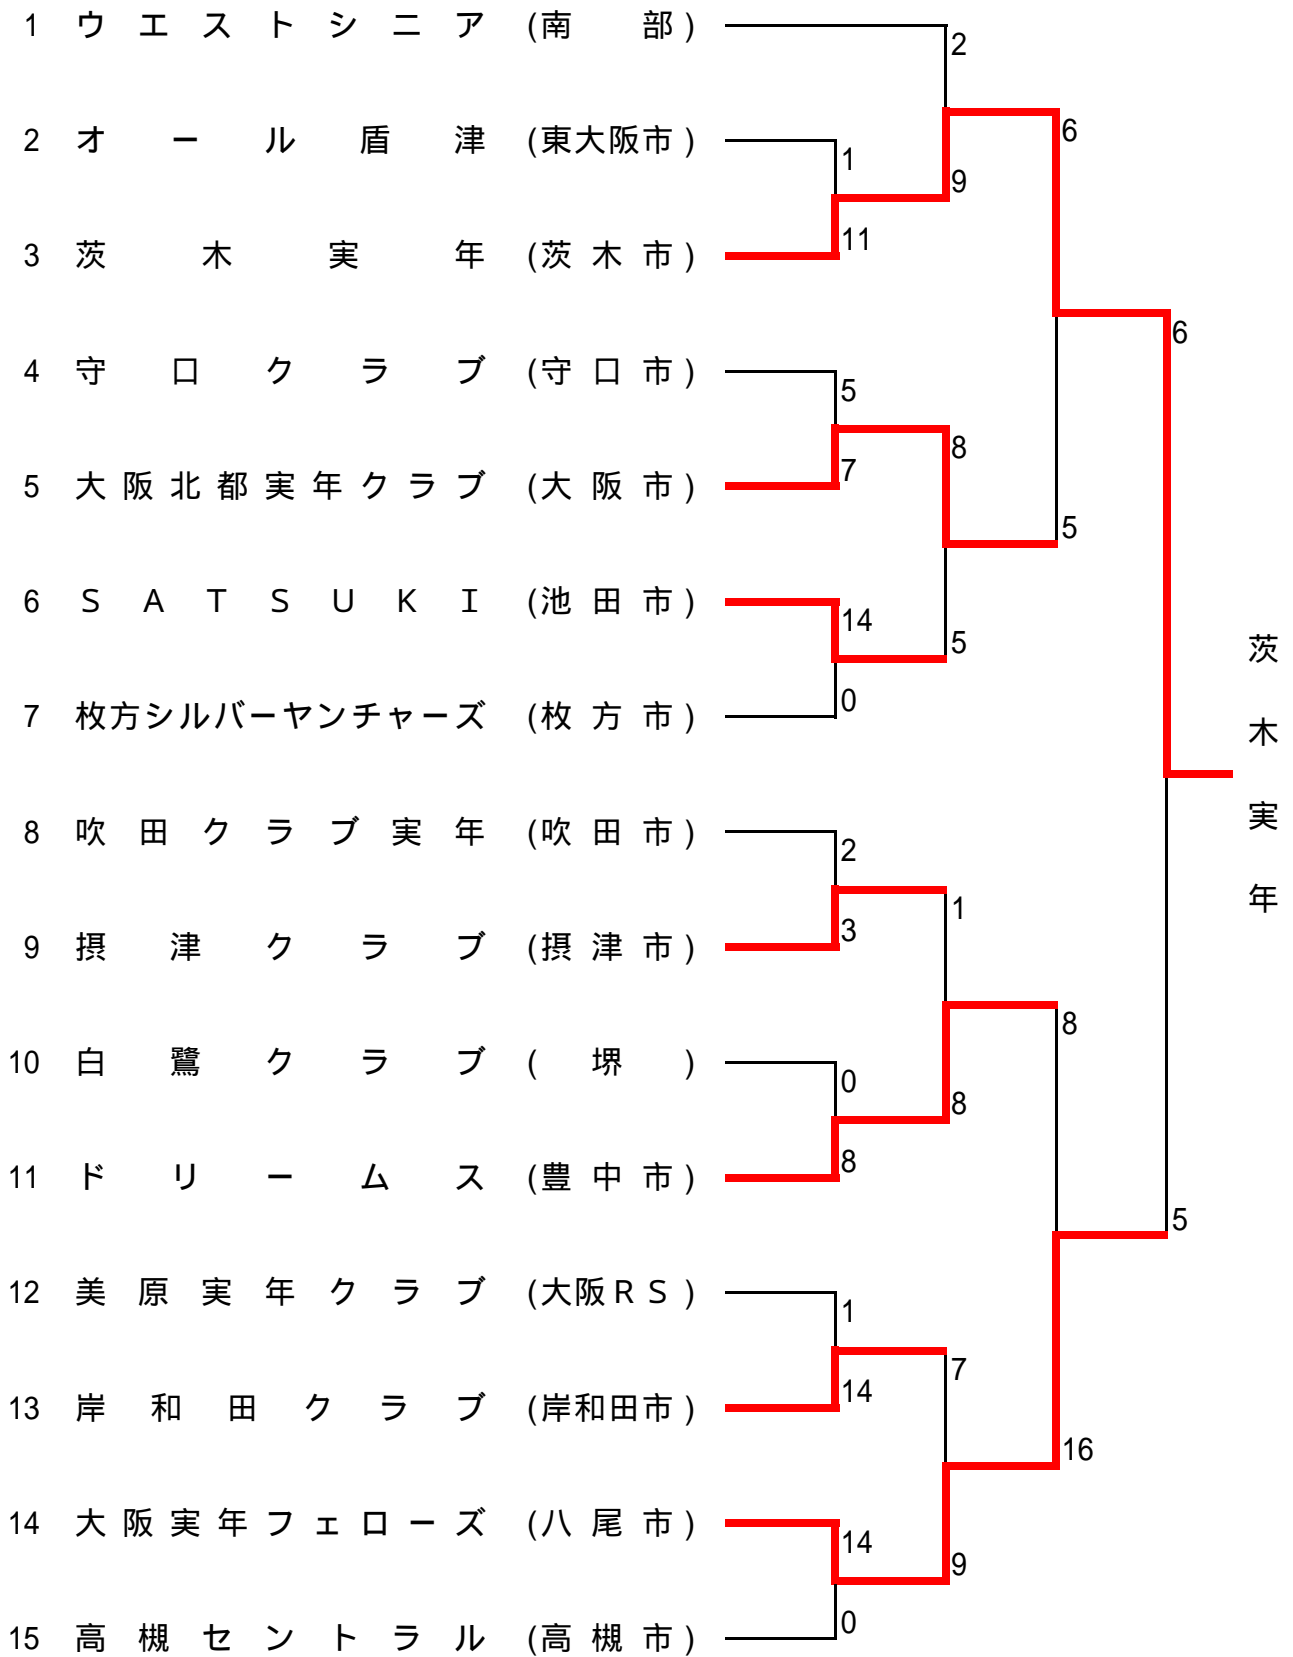 1 ウエストシニア (南部)
2
2 オール盾津 (東大阪市)
1
6
9
3 茨木実年 (茨木市)
11
6
4 守口クラブ (守口市)
5
8
5 大阪北都実年クラブ (大阪市)
7
5
6 SATSUKI (池田市)
14
5
7 枚方シルバーヤンチャーズ (枚方市)
0
茨木実年
8 吹田クラブ実年 (吹田市)
2
1
9 摂津クラブ (摂津市)
3
8
10 白鷺クラブ (堺)
0
8
11 ドリームス (豊中市)
8
5
12 美原実年クラブ (大阪RS)
1
7
13 岸和田クラブ (岸和田市)
14
16
14 大阪実年フェローズ (八尾市)
14
9
15 高槻セントラル (高槻市)
0